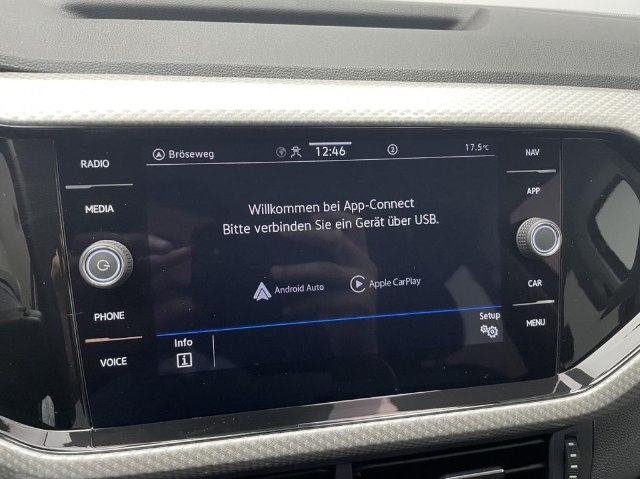 RADIO
MEDIA
PHONE
VOICE
Bröseweg
12:46
2
17.5°C
Willkommen bei App-Connect
Bitte verbinden Sie ein Gerät über USB.
Android Auto
Apple CarPlay
Info
Setup
NAV
APP
CAR
MENU